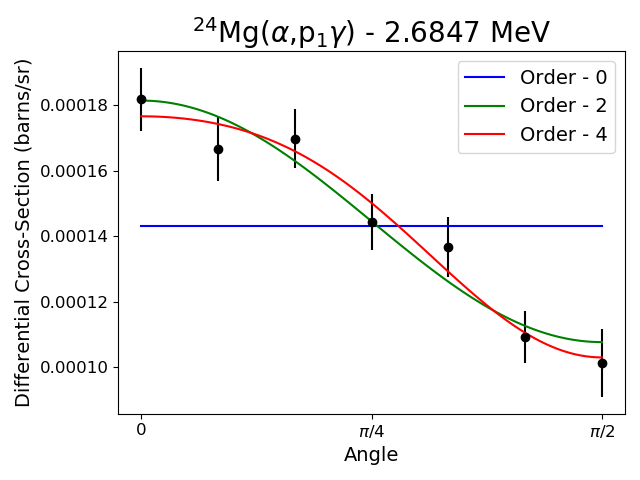 ²⁴Mg(α,p₁γ) - 2.6847 MeV
Order - 0
Order - 2
Order - 4
Differential Cross-Section (barns/sr)
0.00018
0.00016
0.00014
0.00012
0.00010
0 π/4 π/2
Angle